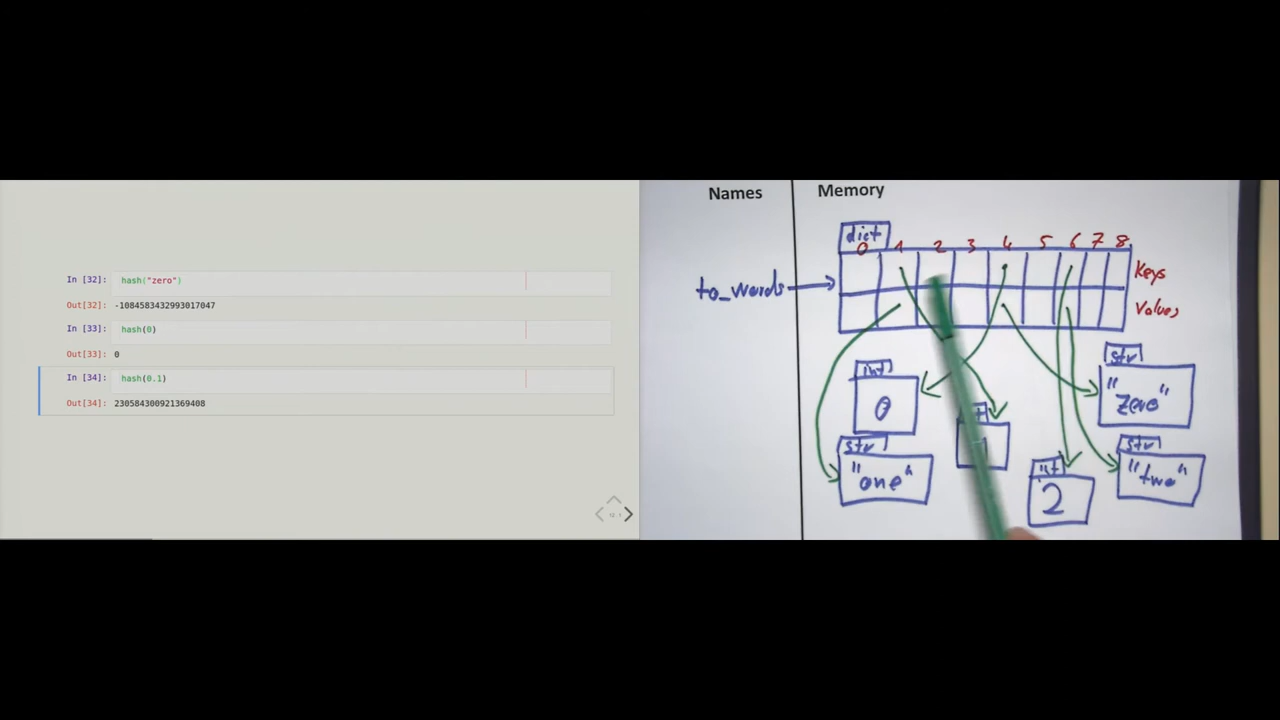 In [32]: hash("zero")
Out[32]: -1084583432993017047
In [33]: hash(0)
Out[33]: 0
In [34]: hash(0.1)
Out[34]: 230584300921369408
Names Memory
dict
0 1 2 3 4 5 6 7 8
Keys
to_words
Values
int
0
str
"zero"
str
"one"
int
2
str
"two"